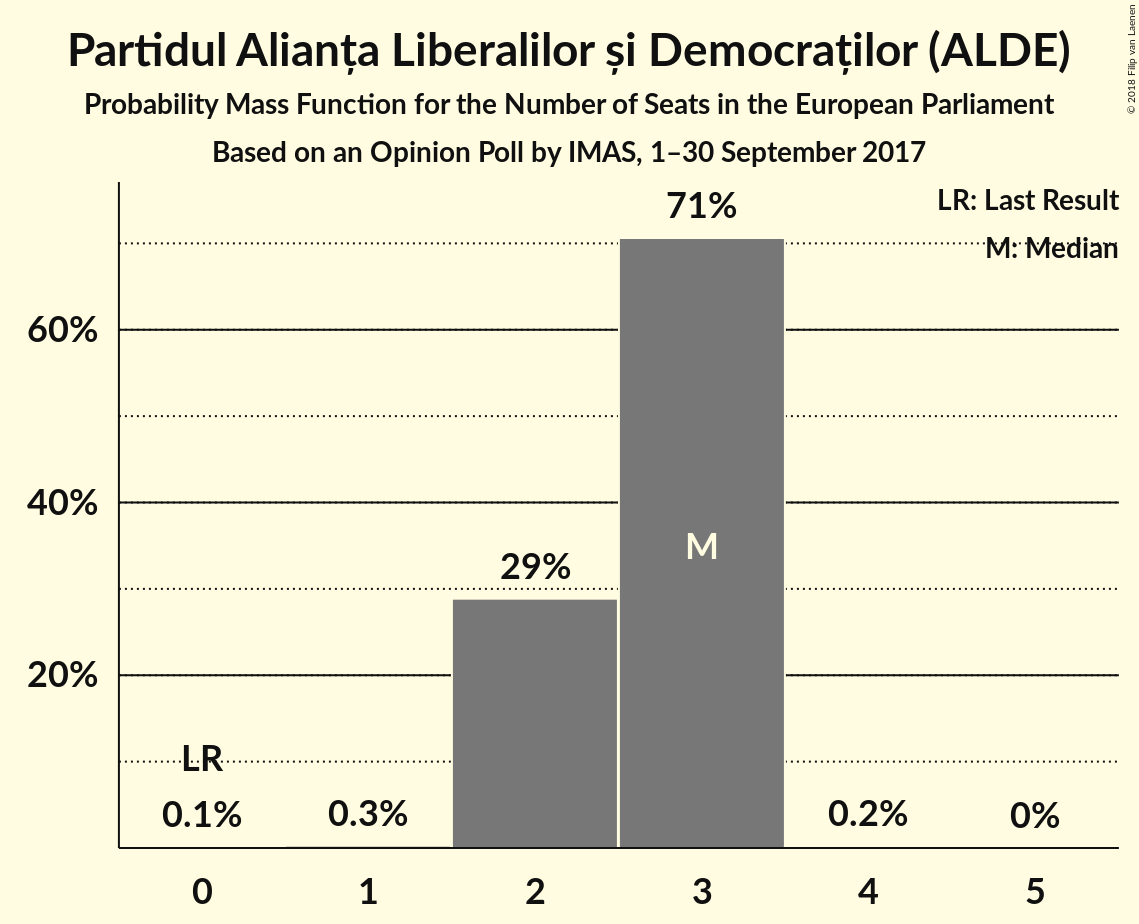 Partidul Alianța Liberalilor și Democraților (ALDE)
Probability Mass Function for the Number of Seats in the European Parliament
Based on an Opinion Poll by IMAS, 1–30 September 2017
© 2018 Filip van Laenen
LR: Last Result
M: Median
71%
60%
40%
29%
M
20%
LR
0.1%
0.3%
0.2%
0%
0
1
2
3
4
5